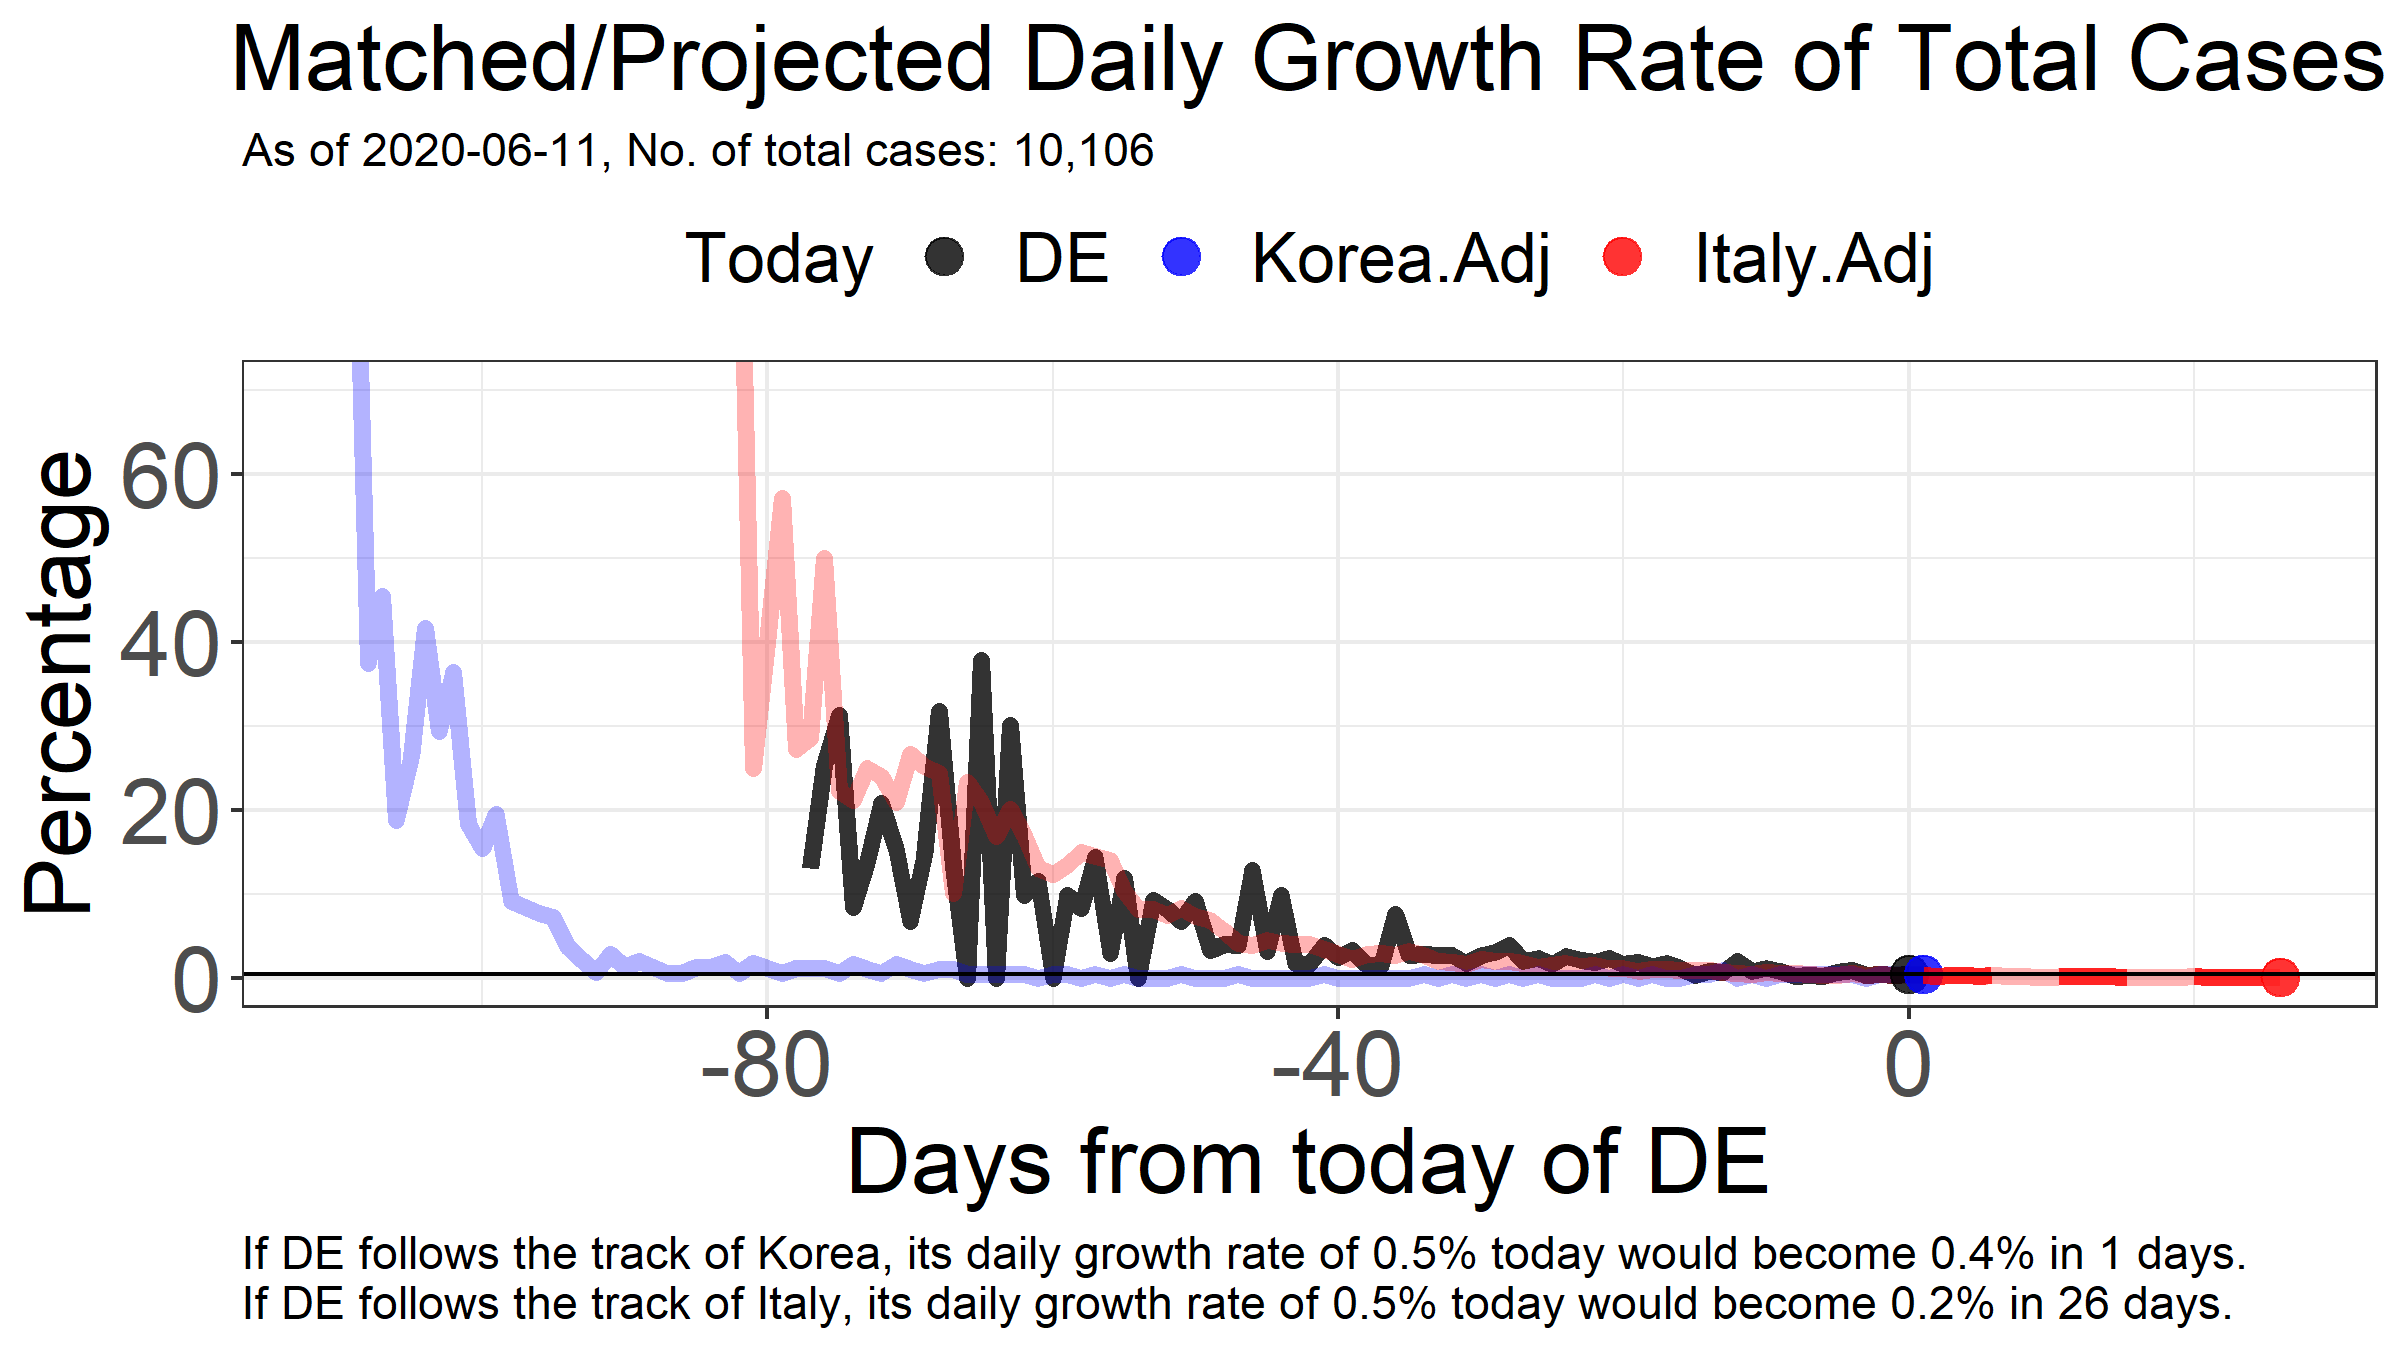 Matched/Projected Daily Growth Rate of Total Cases
As of 2020-06-11, No. of total cases: 10,106
Today DE Korea.Adj Italy.Adj
Percentage
60
40
20
0
-80 -40 0
Days from today of DE
If DE follows the track of Korea, its daily growth rate of 0.5% today would become 0.4% in 1 days.
If DE follows the track of Italy, its daily growth rate of 0.5% today would become 0.2% in 26 days.